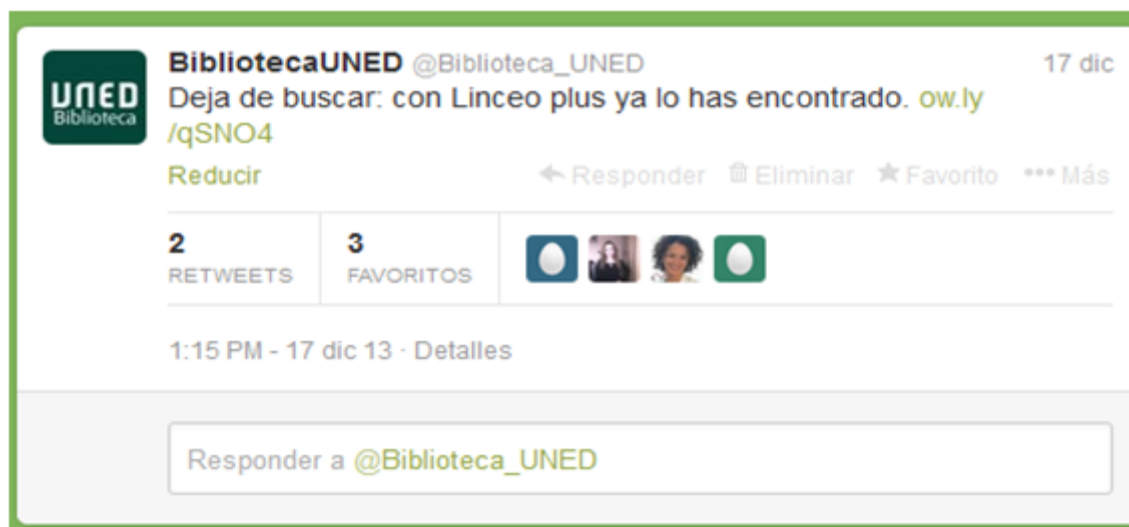 UNED
Biblioteca
BibliotecaUNED @Biblioteca_UNED 17 dic
Deja de buscar: con Linceo plus ya lo has encontrado. ow.ly
/qSNO4
Reducir Responder Eliminar Favorito Más
2 3
RETWEETS FAVORITOS
1:15 PM - 17 dic 13 · Detalles
Responder a @Biblioteca_UNED